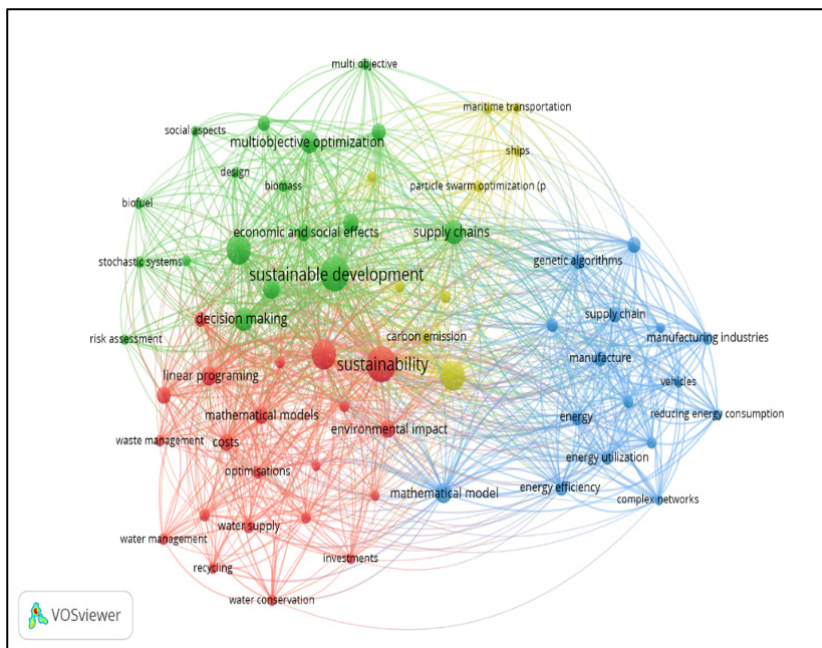 multi objective
maritime transportation
social aspects
multiobjective optimization
ships
design
biomass
particle swarm optimization (p
biofuel
economic and social effects
supply chains
stochastic systems
genetic algorithms
sustainable development
decision making
supply chain
risk assessment
carbon emission
manufacturing industries
manufacture
sustainability
linear programing
vehicles
mathematical models
energy
reducing energy consumption
environmental impact
waste management
costs
energy utilization
optimisations
mathematical model
energy efficiency
complex networks
water supply
water management
investments
recycling
water conservation
VOSviewer